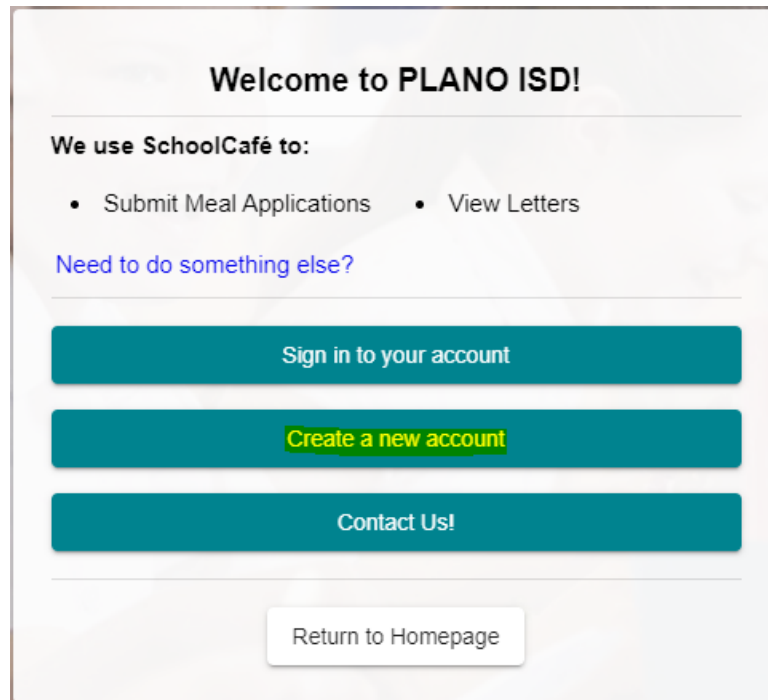 Welcome to PLANO ISD!
We use SchoolCafé to:
• Submit Meal Applications • View Letters
Need to do something else?
Sign in to your account
Create a new account
Contact Us!
Return to Homepage